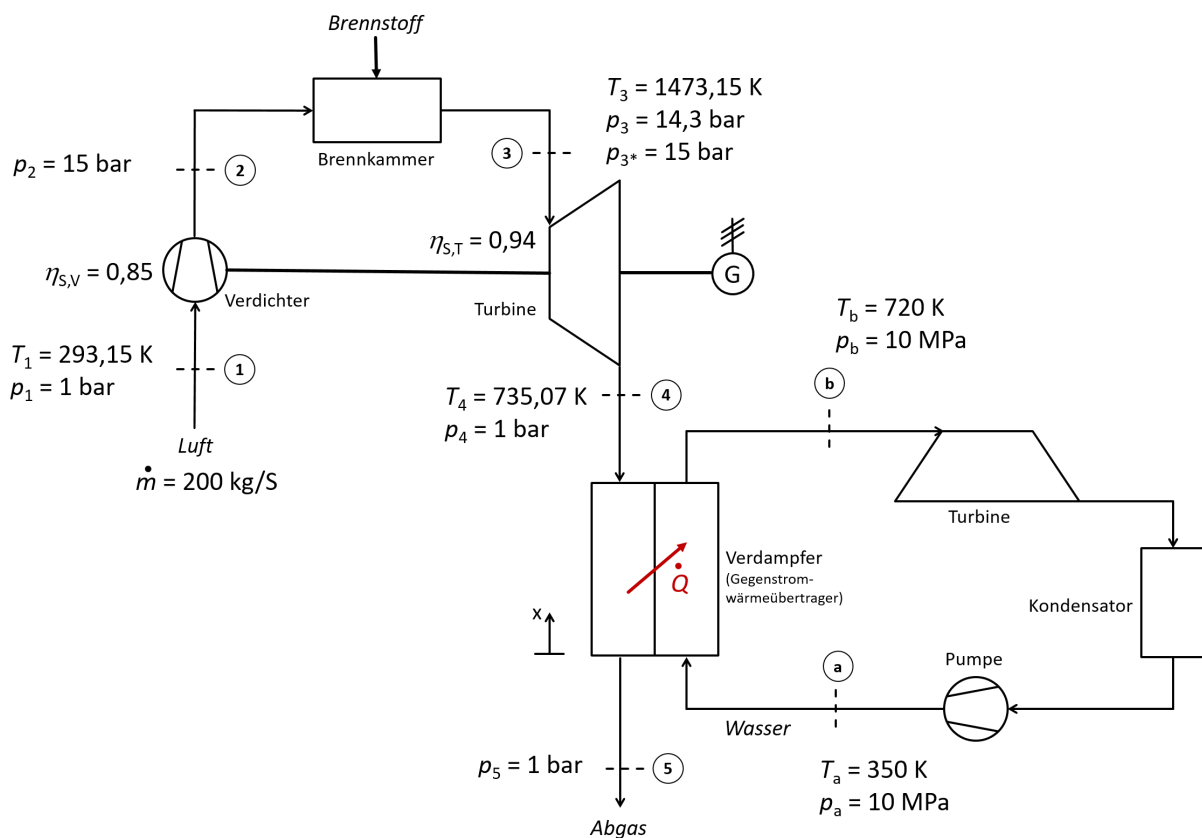 Brennstoff
T3 = 1473,15 K
p3 = 14,3 bar
p3* = 15 bar
Brennkammer
3
p2 = 15 bar
2
ηS,T = 0,94
ηS,V = 0,85
G
Verdichter
Turbine
T1 = 293,15 K
p1 = 1 bar
1
Tb = 720 K
pb = 10 MPa
b
T4 = 735,07 K
p4 = 1 bar
4
Luft
ṁ = 200 kg/S
Turbine
Verdampfer
(Gegenstrom-
wärmeübertrager)
Q̇
x
Kondensator
Pumpe
a
Wasser
p5 = 1 bar
5
Ta = 350 K
pa = 10 MPa
Abgas